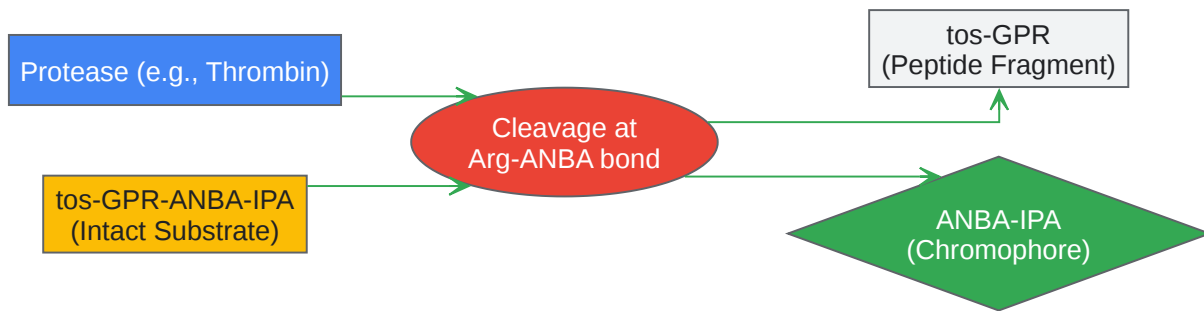 Protease (e.g., Thrombin)
tos-GPR-ANBA-IPA
(Intact Substrate)
Cleavage at
Arg-ANBA bond
tos-GPR
(Peptide Fragment)
ANBA-IPA
(Chromophore)